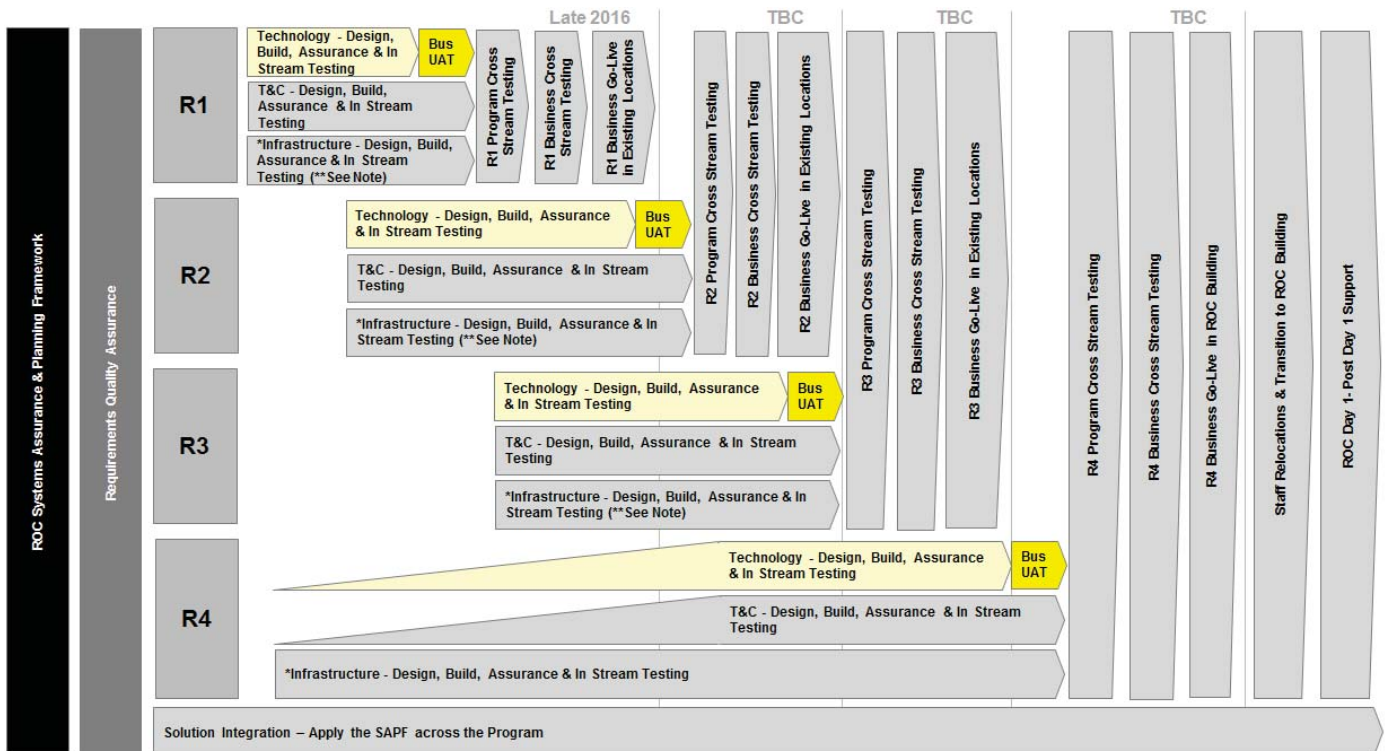 Late 2016
TBC
TBC
TBC
ROC Systems Assurance & Planning Framework
Requirements Quality Assurance
R1
Technology - Design,
Build, Assurance & In
Stream Testing
Bus
UAT
T&C - Design, Build,
Assurance & In Stream
Testing
*Infrastructure - Design, Build,
Assurance & In Stream
Testing (**See Note)
R1 Program Cross
Stream Testing
R1 Business Cross
Stream Testing
R1 Business Go-Live
in Existing Locations
R2
Technology - Design, Build, Assurance
& In Stream Testing
Bus
UAT
T&C - Design, Build, Assurance & In Stream
Testing
*Infrastructure - Design, Build, Assurance & In
Stream Testing (**See Note)
R2 Program Cross Stream Testing
R2 Business Cross Stream Testing
R2 Business Go-Live in Existing Locations
R3
Technology - Design, Build, Assurance
& In Stream Testing
Bus
UAT
T&C - Design, Build, Assurance & In Stream
Testing
*Infrastructure - Design, Build, Assurance & In
Stream Testing (**See Note)
R3 Program Cross Stream Testing
R3 Business Cross Stream Testing
R3 Business Go-Live in Existing Locations
R4
Technology - Design, Build, Assurance
& In Stream Testing
Bus
UAT
T&C - Design, Build, Assurance & In Stream
Testing
*Infrastructure - Design, Build, Assurance & In Stream Testing
R4 Program Cross Stream Testing
R4 Business Cross Stream Testing
R4 Business Go-Live in ROC Building
Staff Relocations & Transition to ROC Building
ROC Day 1- Post Day 1 Support
Solution Integration – Apply the SAPF across the Program